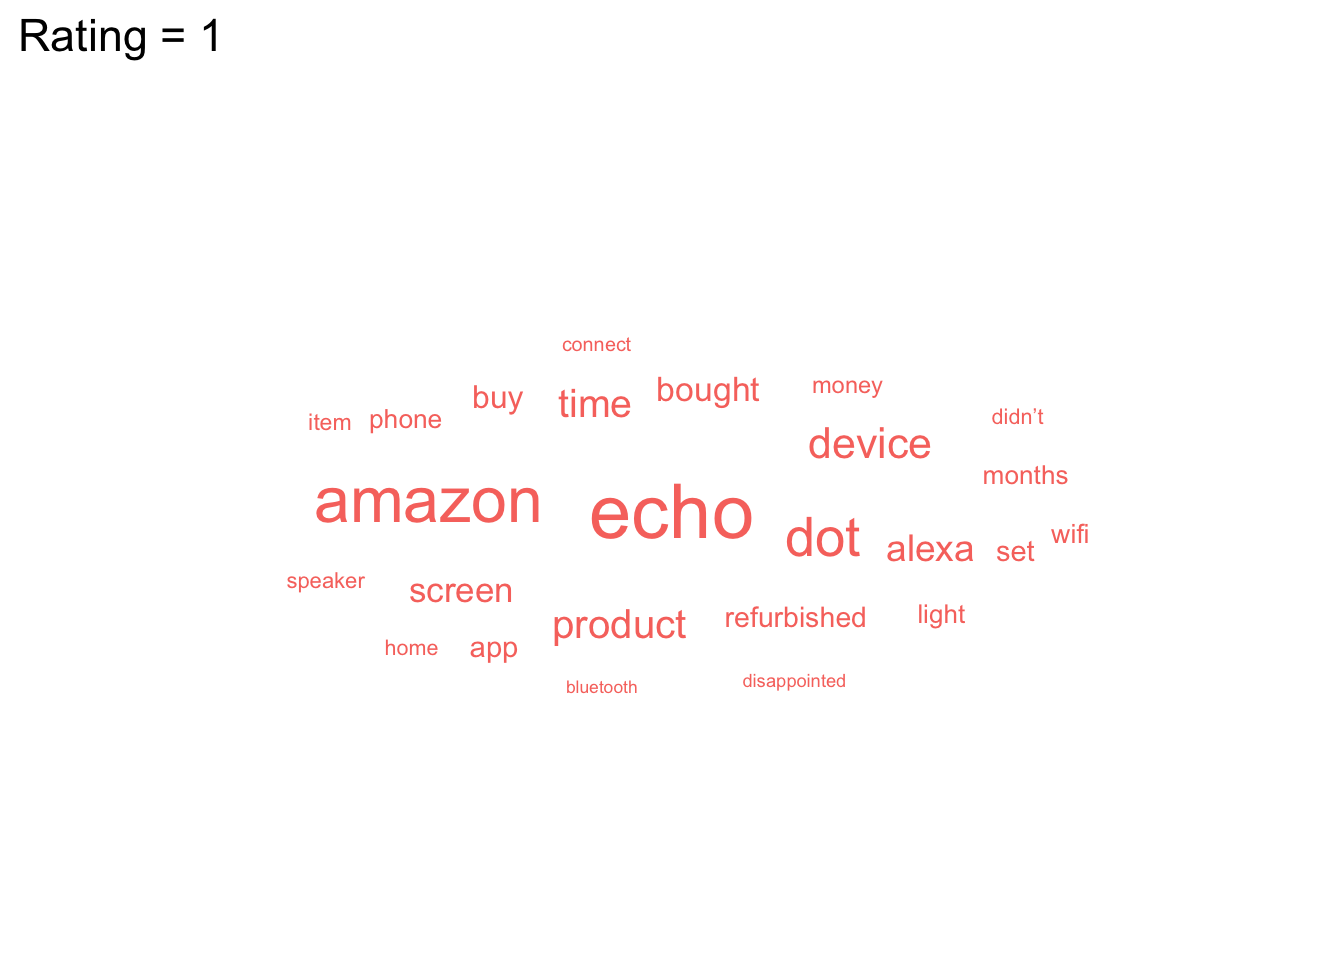 Rating = 1
connect
buy time bought money
item phone didn’t
device
months
amazon echo dot alexa set wifi
speaker screen
product refurbished light
home app
bluetooth disappointed